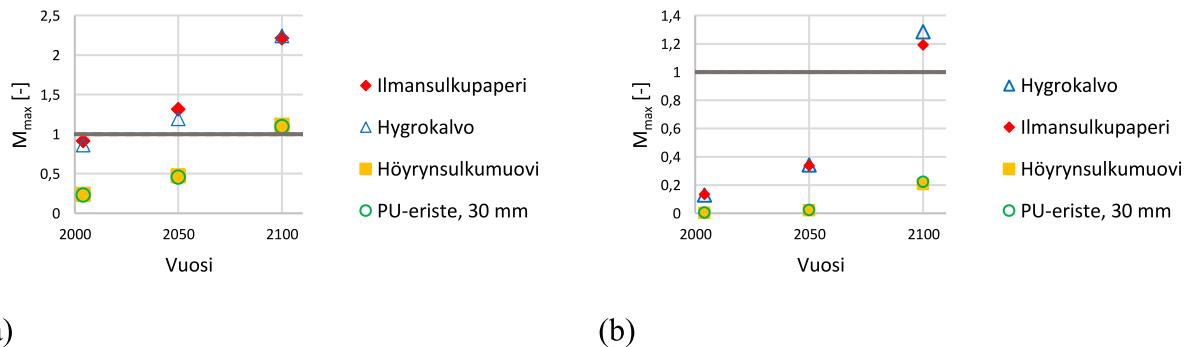 2,5
2
1,5
1
0,5
0
M max [-]
2000 2050 2100
Vuosi
Ilmansulkupaperi
Hygrokalvo
Höyrynsulkumuovi
PU-eriste, 30 mm
)
1,4
1,2
1
0,8
0,6
0,4
0,2
0
M max [-]
2000 2050 2100
Vuosi
Hygrokalvo
Ilmansulkupaperi
Höyrynsulkumuovi
PU-eriste, 30 mm
(b)